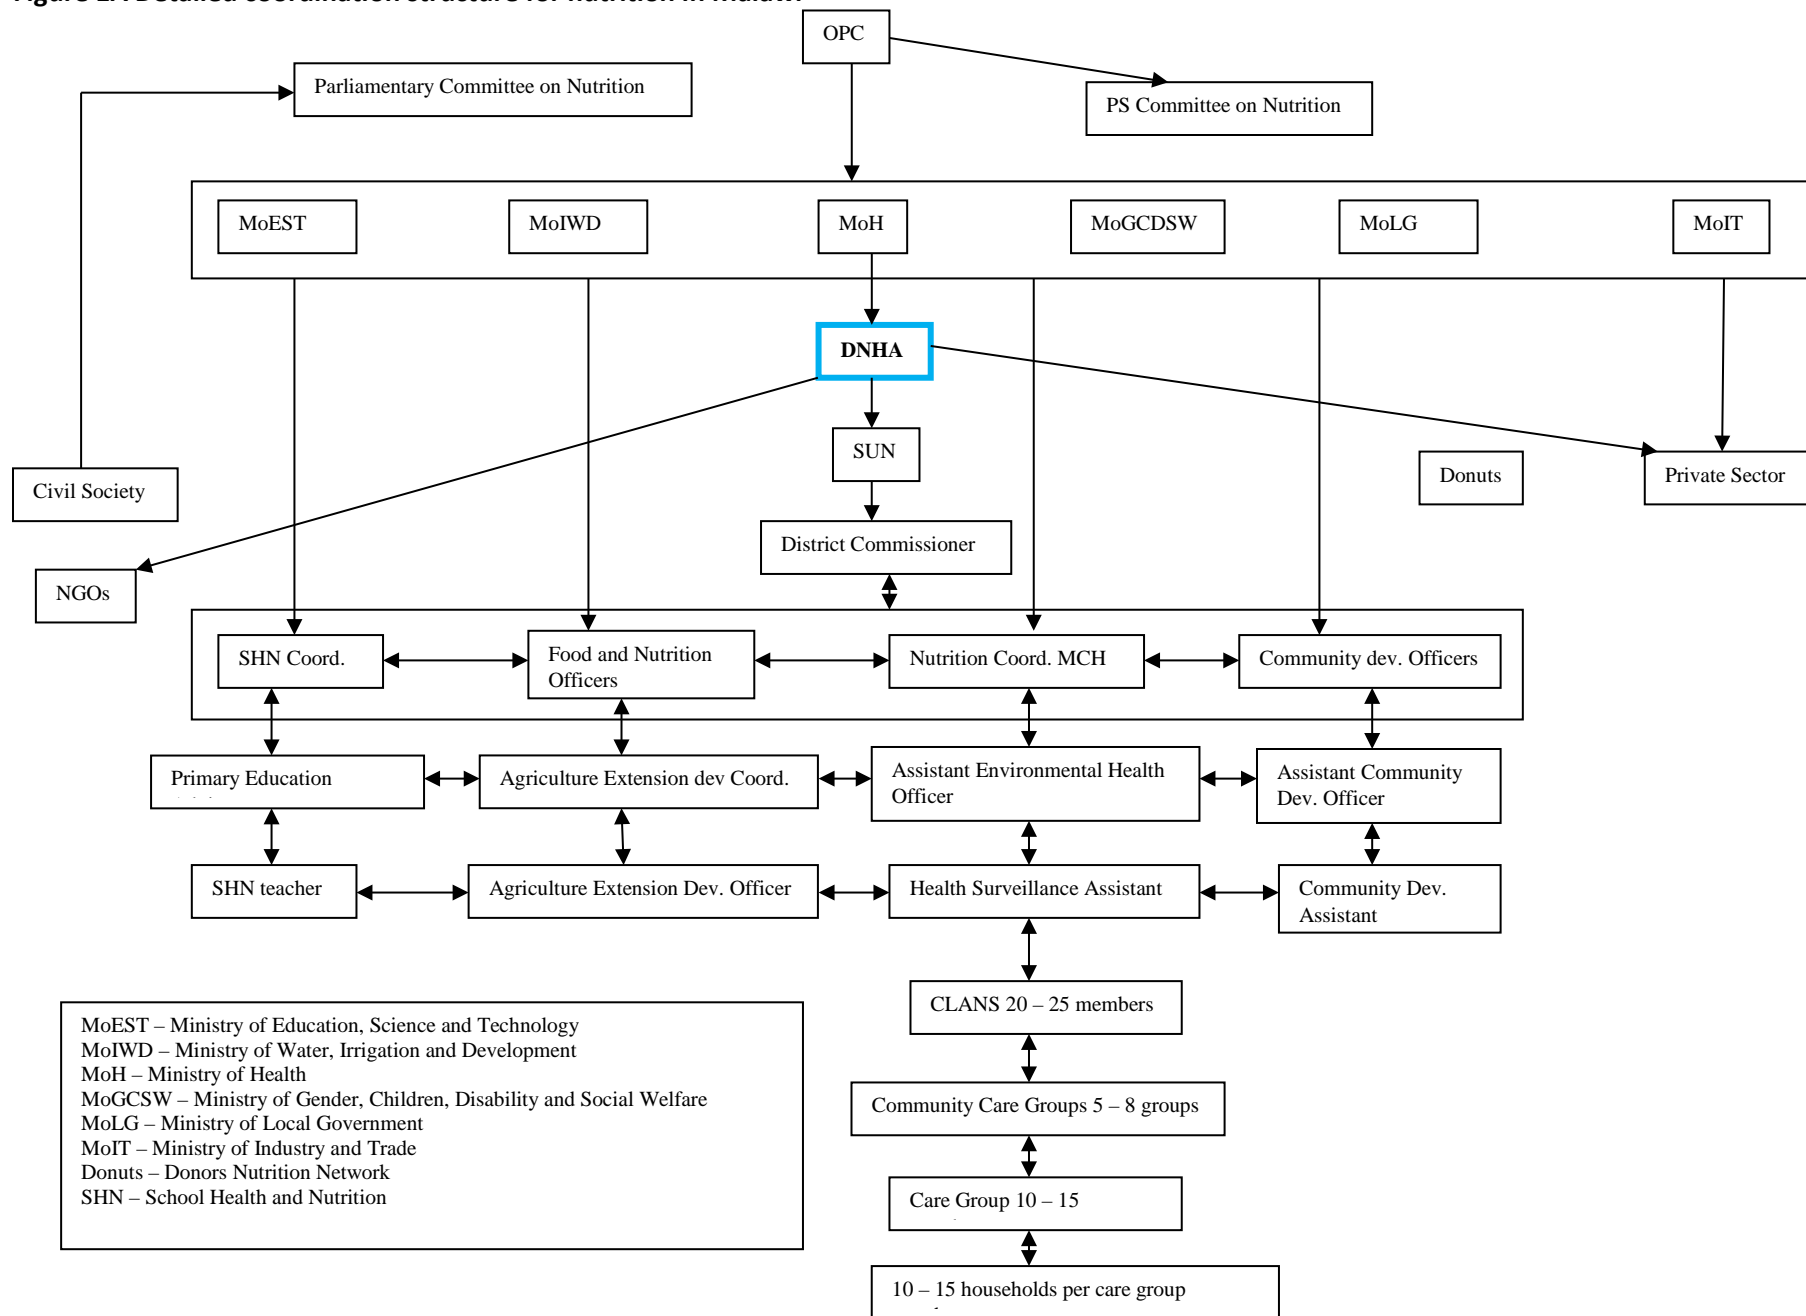 OPC
Parliamentary Committee on Nutrition
PS Committee on Nutrition
MoEST
MoIWD
MoH
MoGCDSW
MoLG
MoIT
DNHA
SUN
Civil Society
Donuts
Private Sector
District Commissioner
NGOs
SHN Coord.
Food and Nutrition
Officers
Nutrition Coord. MCH
Community dev. Officers
Primary Education
Agriculture Extension dev Coord.
Assistant Environmental Health
Officer
Assistant Community
Dev. Officer
SHN teacher
Agriculture Extension Dev. Officer
Health Surveillance Assistant
Community Dev.
Assistant
CLANS 20 – 25 members
Community Care Groups 5 – 8 groups
Care Group 10 – 15
10 – 15 households per care group
MoEST – Ministry of Education, Science and Technology
MoIWD – Ministry of Water, Irrigation and Development
MoH – Ministry of Health
MoGCSW – Ministry of Gender, Children, Disability and Social Welfare
MoLG – Ministry of Local Government
MoIT – Ministry of Industry and Trade
Donuts – Donors Nutrition Network
SHN – School Health and Nutrition